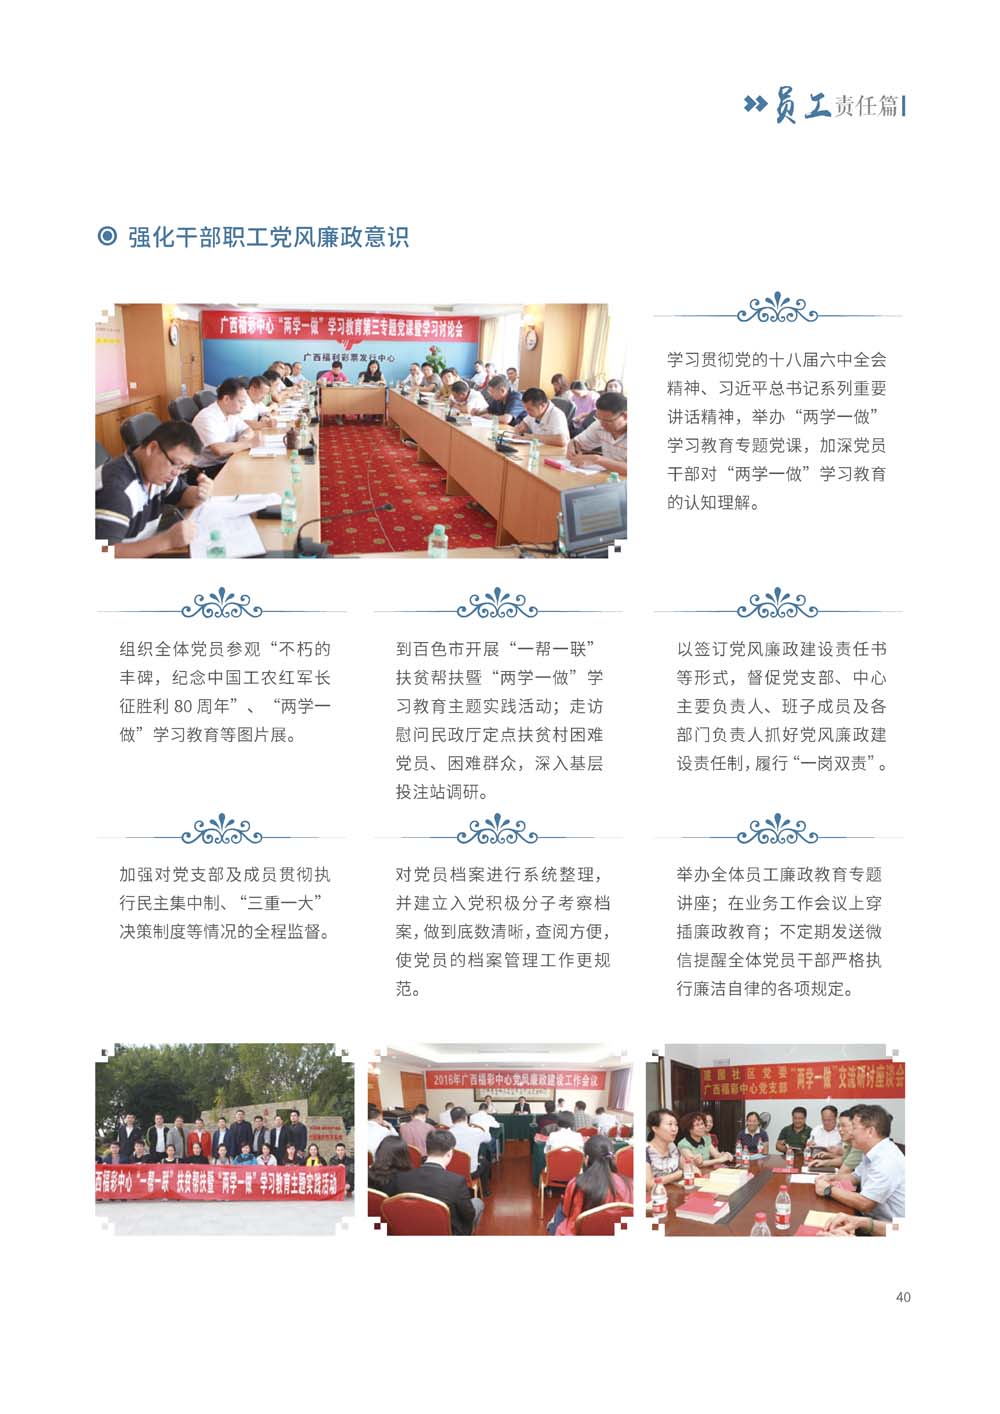 员工责任篇
强化干部职工党风廉政意识
广西福彩中心“两学一做”学习教育第三专题党课暨学习讨论会
广西福利彩票发行中心
学习贯彻党的十八届六中全会
精神、习近平总书记系列重要
讲话精神，举办“两学一做”
学习教育专题党课，加深党员
干部对“两学一做”学习教育
的认知理解。
组织全体党员参观“不朽的
丰碑，纪念中国工农红军长
征胜利 80 周年”、“两学一
做”学习教育等图片展。
到百色市开展“一帮一联”
扶贫帮扶暨“两学一做”学
习教育主题实践活动；走访
慰问民政厅定点扶贫村困难
党员、困难群众，深入基层
投注站调研。
以签订党风廉政建设责任书
等形式，督促党支部、中心
主要负责人、班子成员及各
部门负责人抓好党风廉政建
设责任制，履行“一岗双责”。
加强对党支部及成员贯彻执
行民主集中制、“三重一大”
决策制度等情况的全程监督。
对党员档案进行系统整理，
并建立入党积极分子考察档
案，做到底数清晰，查阅方便，
使党员的档案管理工作更规
范。
举办全体员工廉政教育专题
讲座；在业务工作会议上穿
插廉政教育；不定期发送微
信提醒全体党员干部严格执
行廉洁自律的各项规定。
西福彩中心“一帮一联”扶贫帮扶暨“两学一做”学习教育主题实践活动
2016年广西福彩中心党风廉政建设工作会议
建国社区党委
广西福彩中心党支部
“两学一做”交流研讨座谈会
40